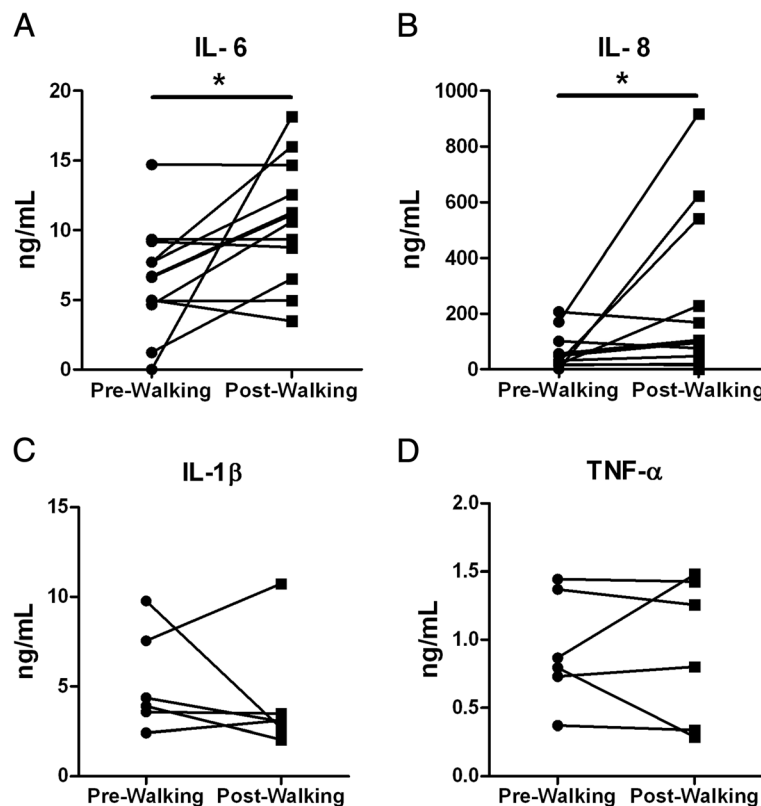 A
IL- 6
*
20
15
10
5
0
ng/mL
Pre-Walking Post-Walking
B
IL- 8
*
1000
800
600
400
200
0
ng/mL
Pre-Walking Post-Walking
C
IL-1β
15
10
5
0
ng/mL
Pre-Walking Post-Walking
D
TNF-α
2.0
1.5
1.0
0.5
0.0
ng/mL
Pre-Walking Post-Walking